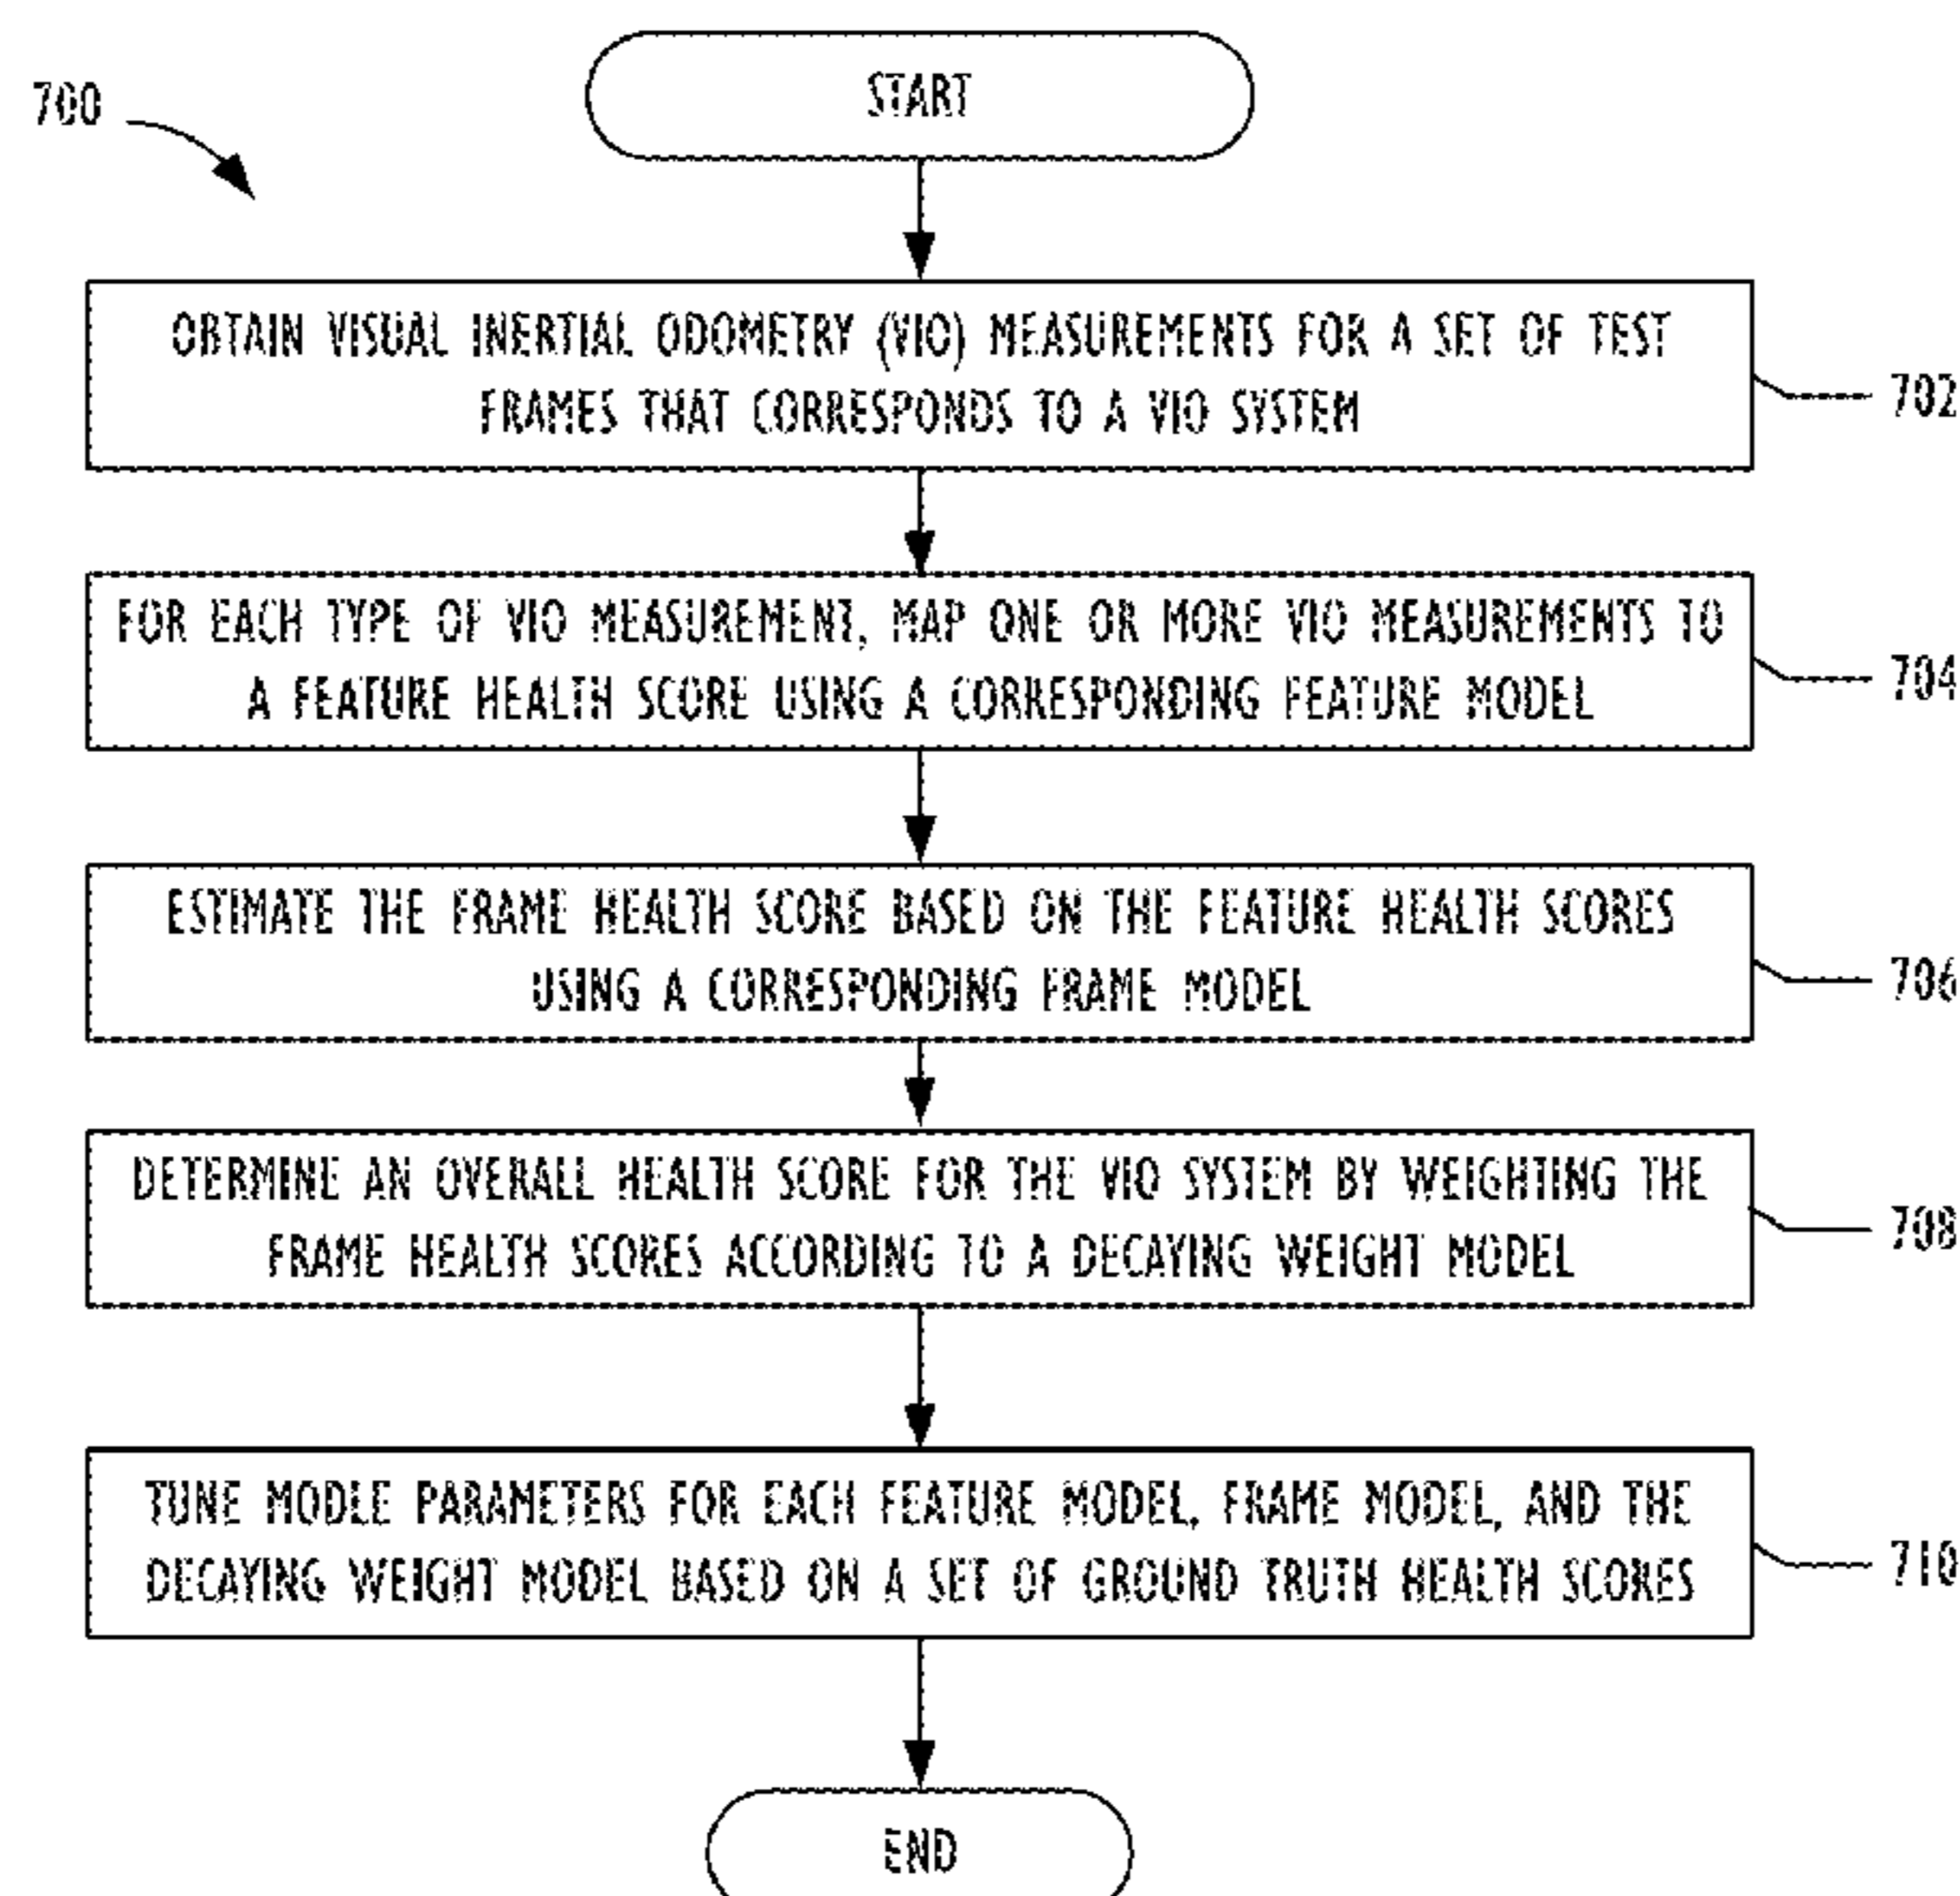 700
START
OBTAIN VISUAL INERTIAL ODOMETRY (VIO) MEASUREMENTS FOR A SET OF TEST
FRAMES THAT CORRESPONDS TO A VIO SYSTEM
702
FOR EACH TYPE OF VIO MEASUREMENT, MAP ONE OR MORE VIO MEASUREMENTS TO
A FEATURE HEALTH SCORE USING A CORRESPONDING FEATURE MODEL
704
ESTIMATE THE FRAME HEALTH SCORE BASED ON THE FEATURE HEALTH SCORES
USING A CORRESPONDING FRAME MODEL
706
DETERMINE AN OVERALL HEALTH SCORE FOR THE VIO SYSTEM BY WEIGHTING THE
FRAME HEALTH SCORES ACCORDING TO A DECAYING WEIGHT MODEL
708
TUNE MODLE PARAMETERS FOR EACH FEATURE MODEL, FRAME MODEL, AND THE
DECAYING WEIGHT MODEL BASED ON A SET OF GROUND TRUTH HEALTH SCORES
710
END